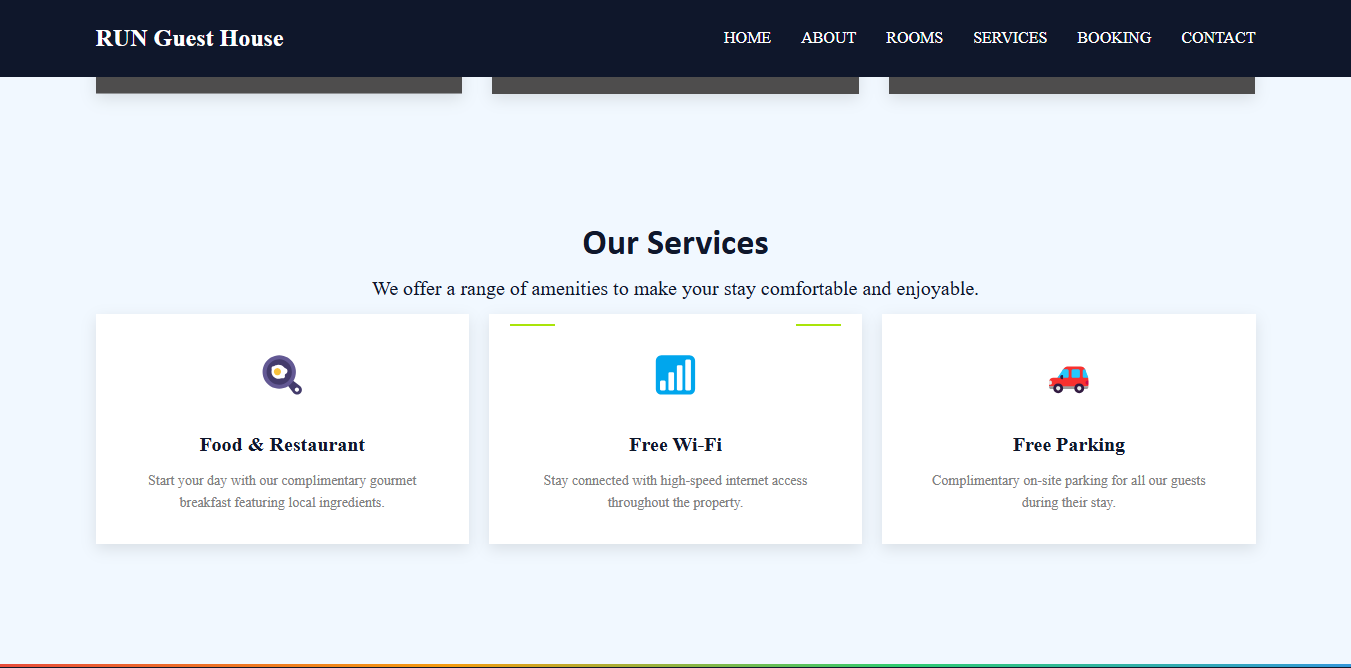 RUN Guest House
HOME ABOUT ROOMS SERVICES BOOKING CONTACT
Our Services
We offer a range of amenities to make your stay comfortable and enjoyable.
Food & Restaurant
Start your day with our complimentary gourmet
breakfast featuring local ingredients.
Free Wi-Fi
Stay connected with high-speed internet access
throughout the property.
Free Parking
Complimentary on-site parking for all our guests
during their stay.